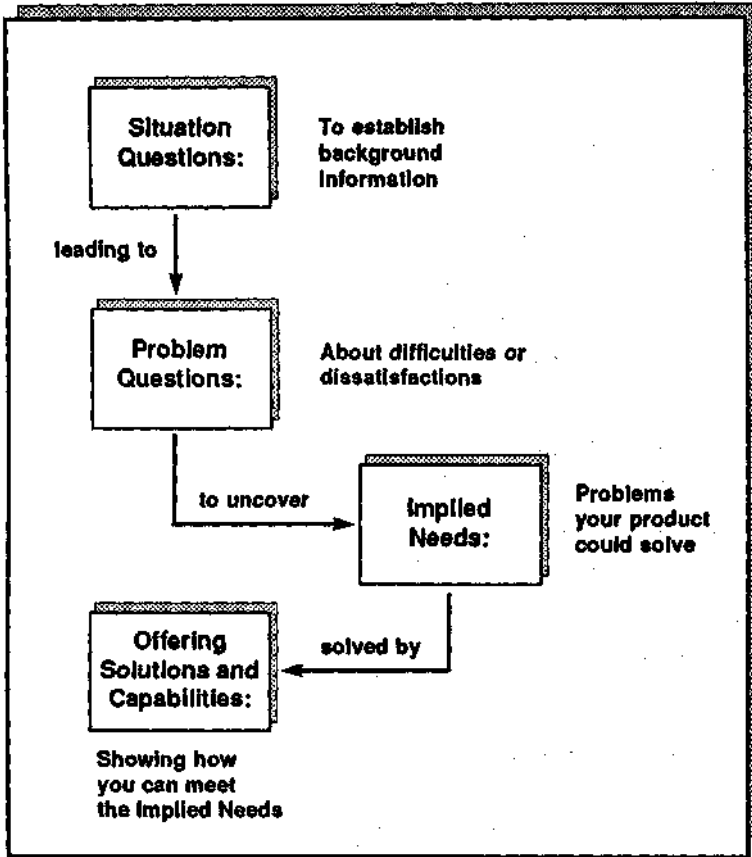 Situation
Questions:
To establish
background
information
leading to
Problem
Questions:
About difficulties or
dissatisfactions
to uncover
Implied
Needs:
Problems
your product
could solve
Offering
Solutions and
Capabilities:
solved by
Showing how
you can meet
the Implied Needs